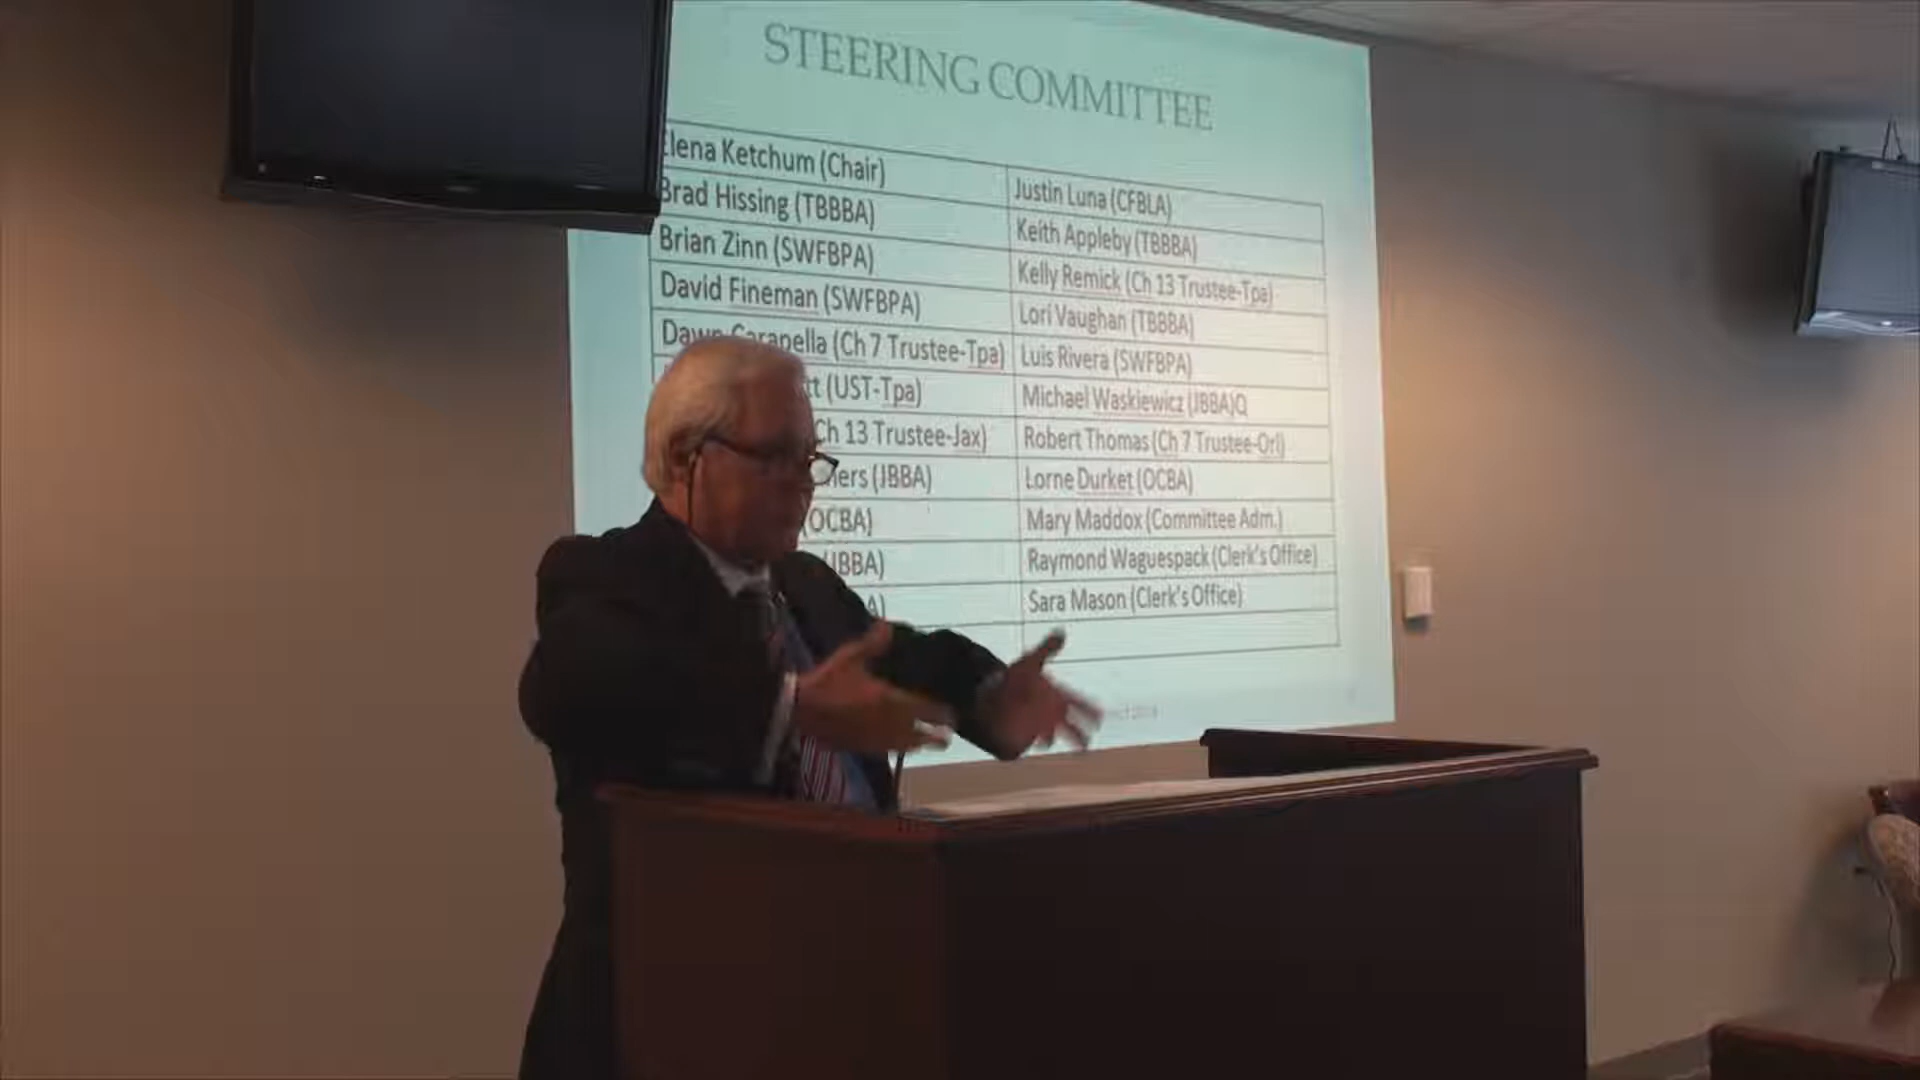 STEERING COMMITTEE
Elena Ketchum (Chair)
Brad Hissing (TBBBA)
Brian Zinn (SWFBPA)
David Fineman (SWFBPA)
Dawn Carapella (Ch 7 Trustee-Tpa)
(UST-Tpa)
Ch 13 Trustee-Jax)
(JBBA)
(OCBA)
(JBBA)
Justin Luna (CFBLA)
Keith Appleby (TBBBA)
Kelly Remick (Ch 13 Trustee-Tpa)
Lori Vaughan (TBBBA)
Luis Rivera (SWFBPA)
Michael Waskiewicz (JBBA)Q
Robert Thomas (Ch 7 Trustee-Orl)
Lorne Durket (OCBA)
Mary Maddox (Committee Adm.)
Raymond Waguespack (Clerk's Office)
Sara Mason (Clerk's Office)